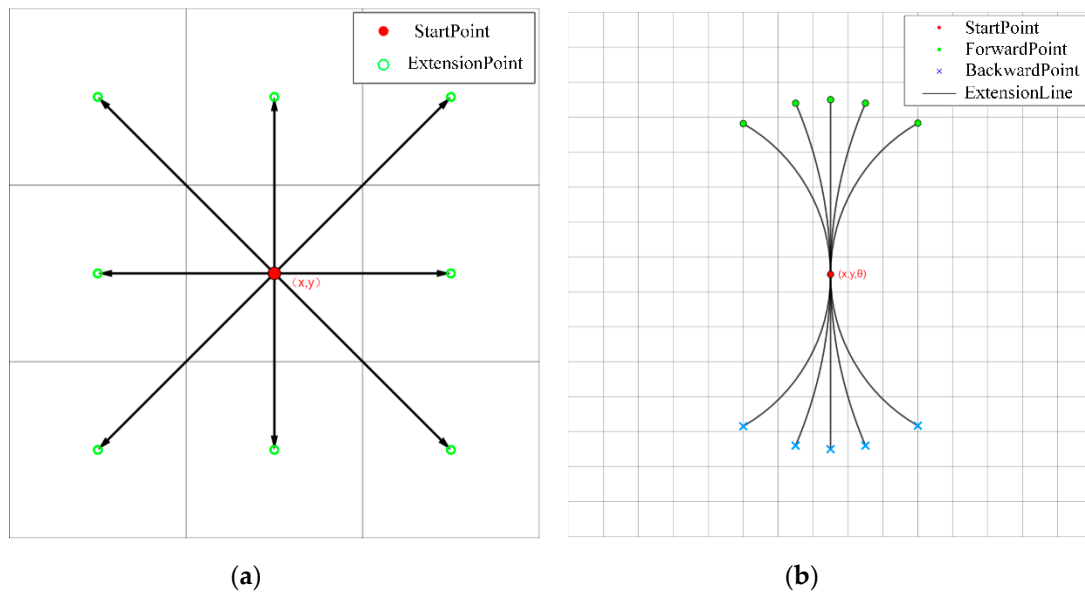 StartPoint
ExtensionPoint
(x,y)
(a)
StartPoint
ForwardPoint
BackwardPoint
ExtensionLine
(x,y,θ)
(b)